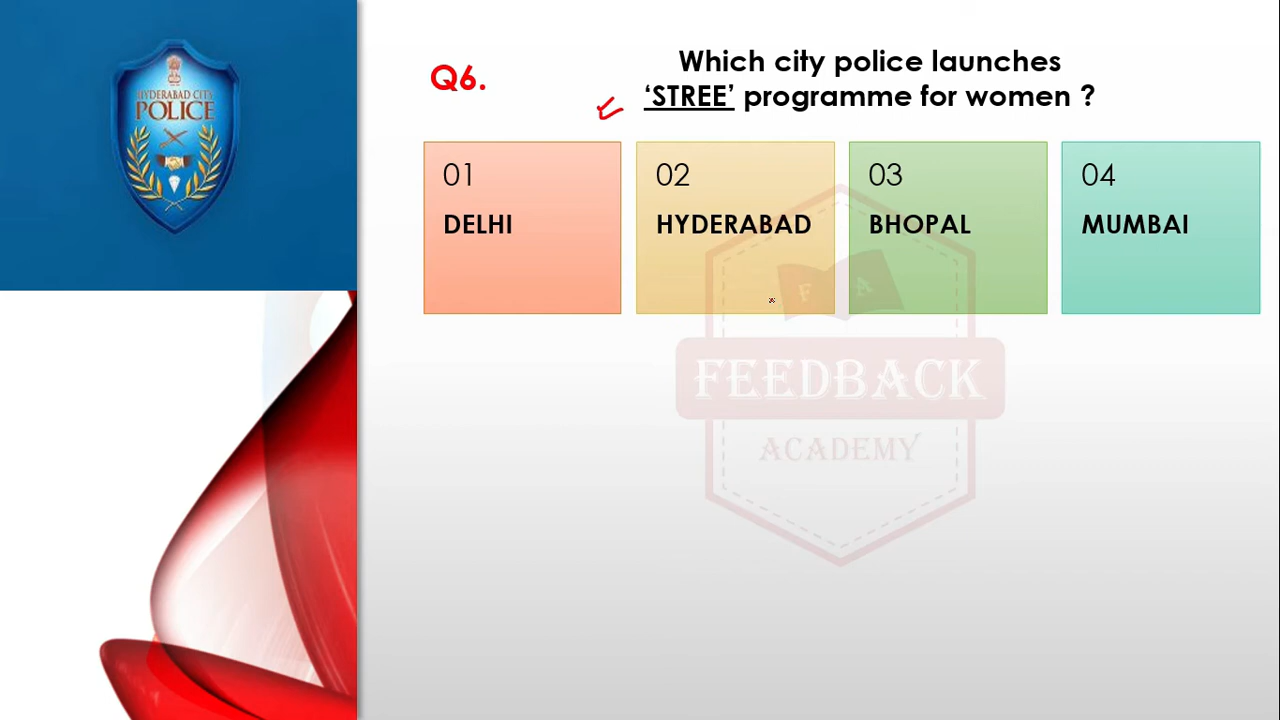 HYDERABAD CITY
POLICE
Q6.
Which city police launches
‘STREE’ programme for women ?
01
DELHI
02
HYDERABAD
03
BHOPAL
04
MUMBAI
F A
FEEDBACK
ACADEMY